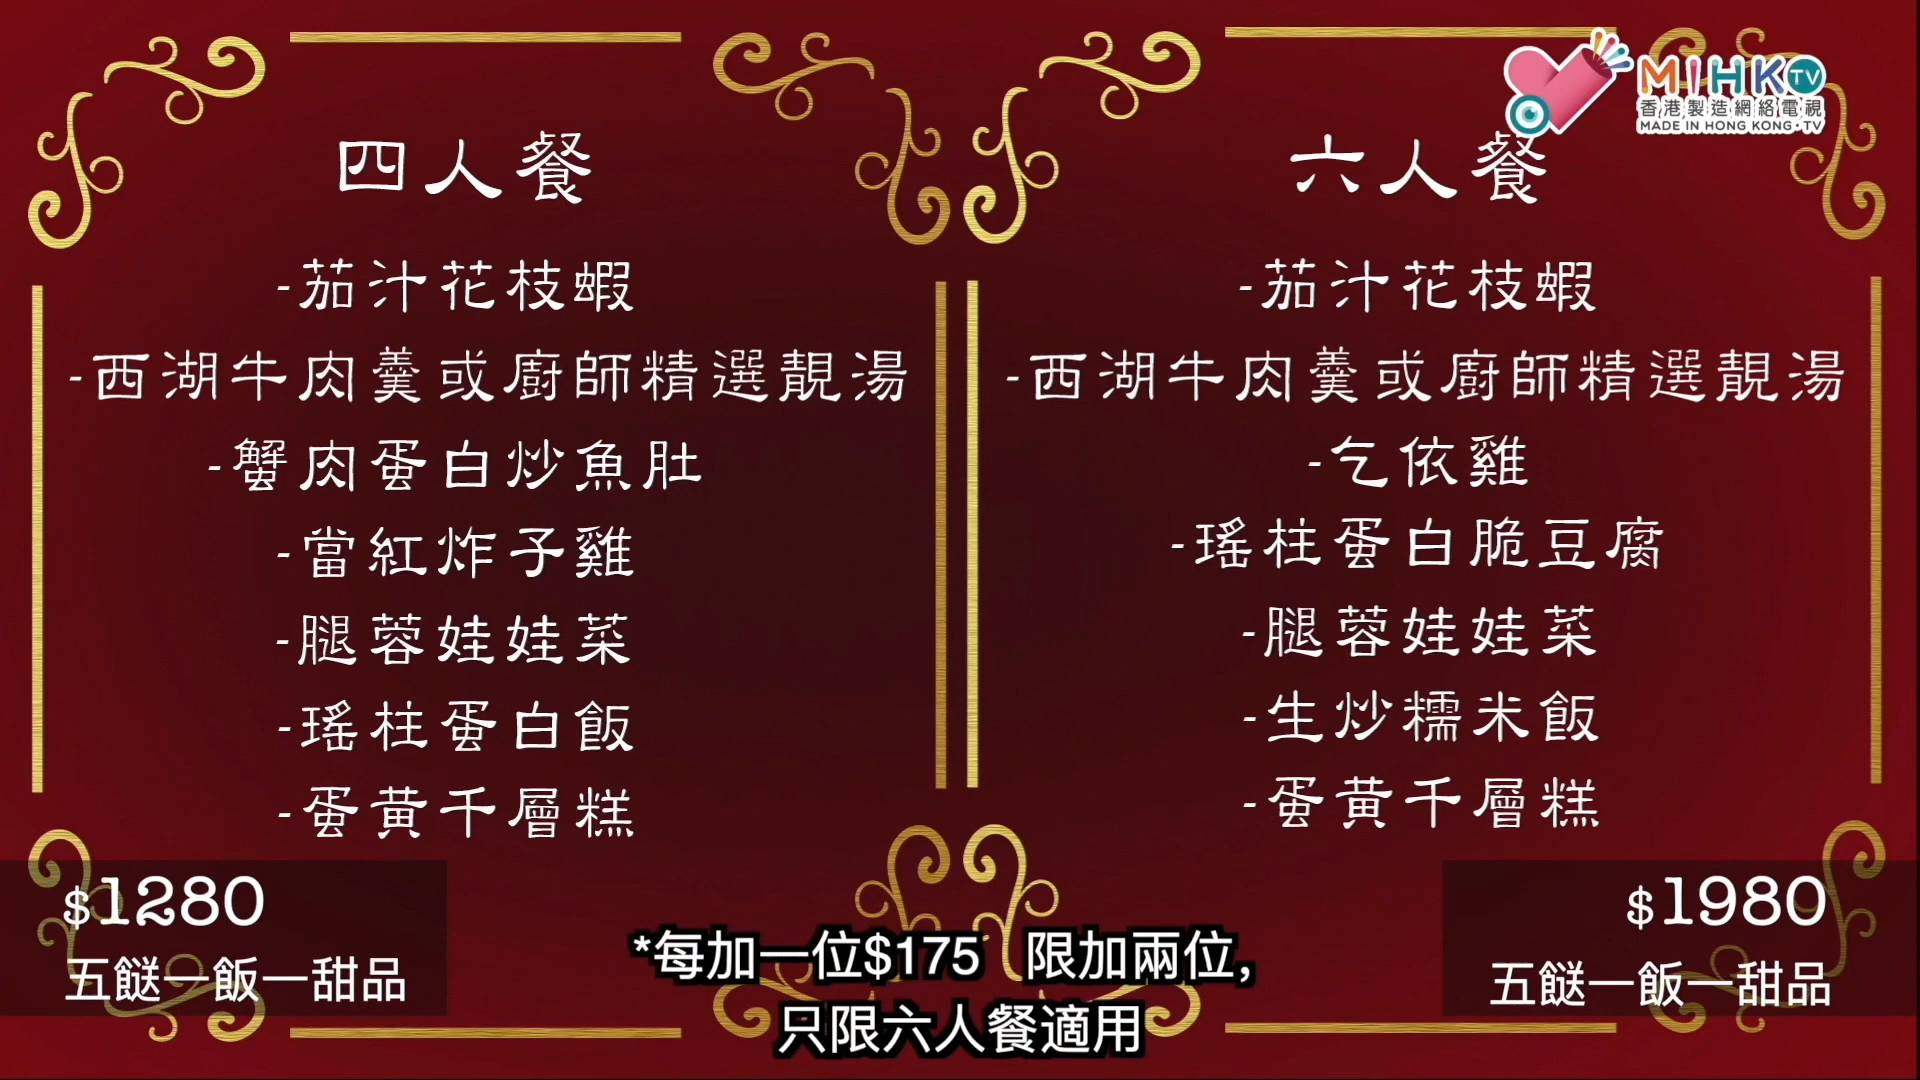 四人餐
-茄汁花枝蝦
-西湖牛肉羹或廚師精選靚湯
-蟹肉蛋白炒魚肚
-當紅炸子雞
-腿蓉娃娃菜
-瑤柱蛋白飯
-蛋黃千層糕
$1280
五餸一飯一甜品
六人餐
-茄汁花枝蝦
-西湖牛肉羹或廚師精選靚湯
-乞依雞
-瑤柱蛋白脆豆腐
-腿蓉娃娃菜
-生炒糯米飯
-蛋黃千層糕
$1980
五餸一飯一甜品
*每加一位$175 限加兩位,
只限六人餐適用
MIHK TV
香港製造網絡電視
MADE IN HONG KONG·TV